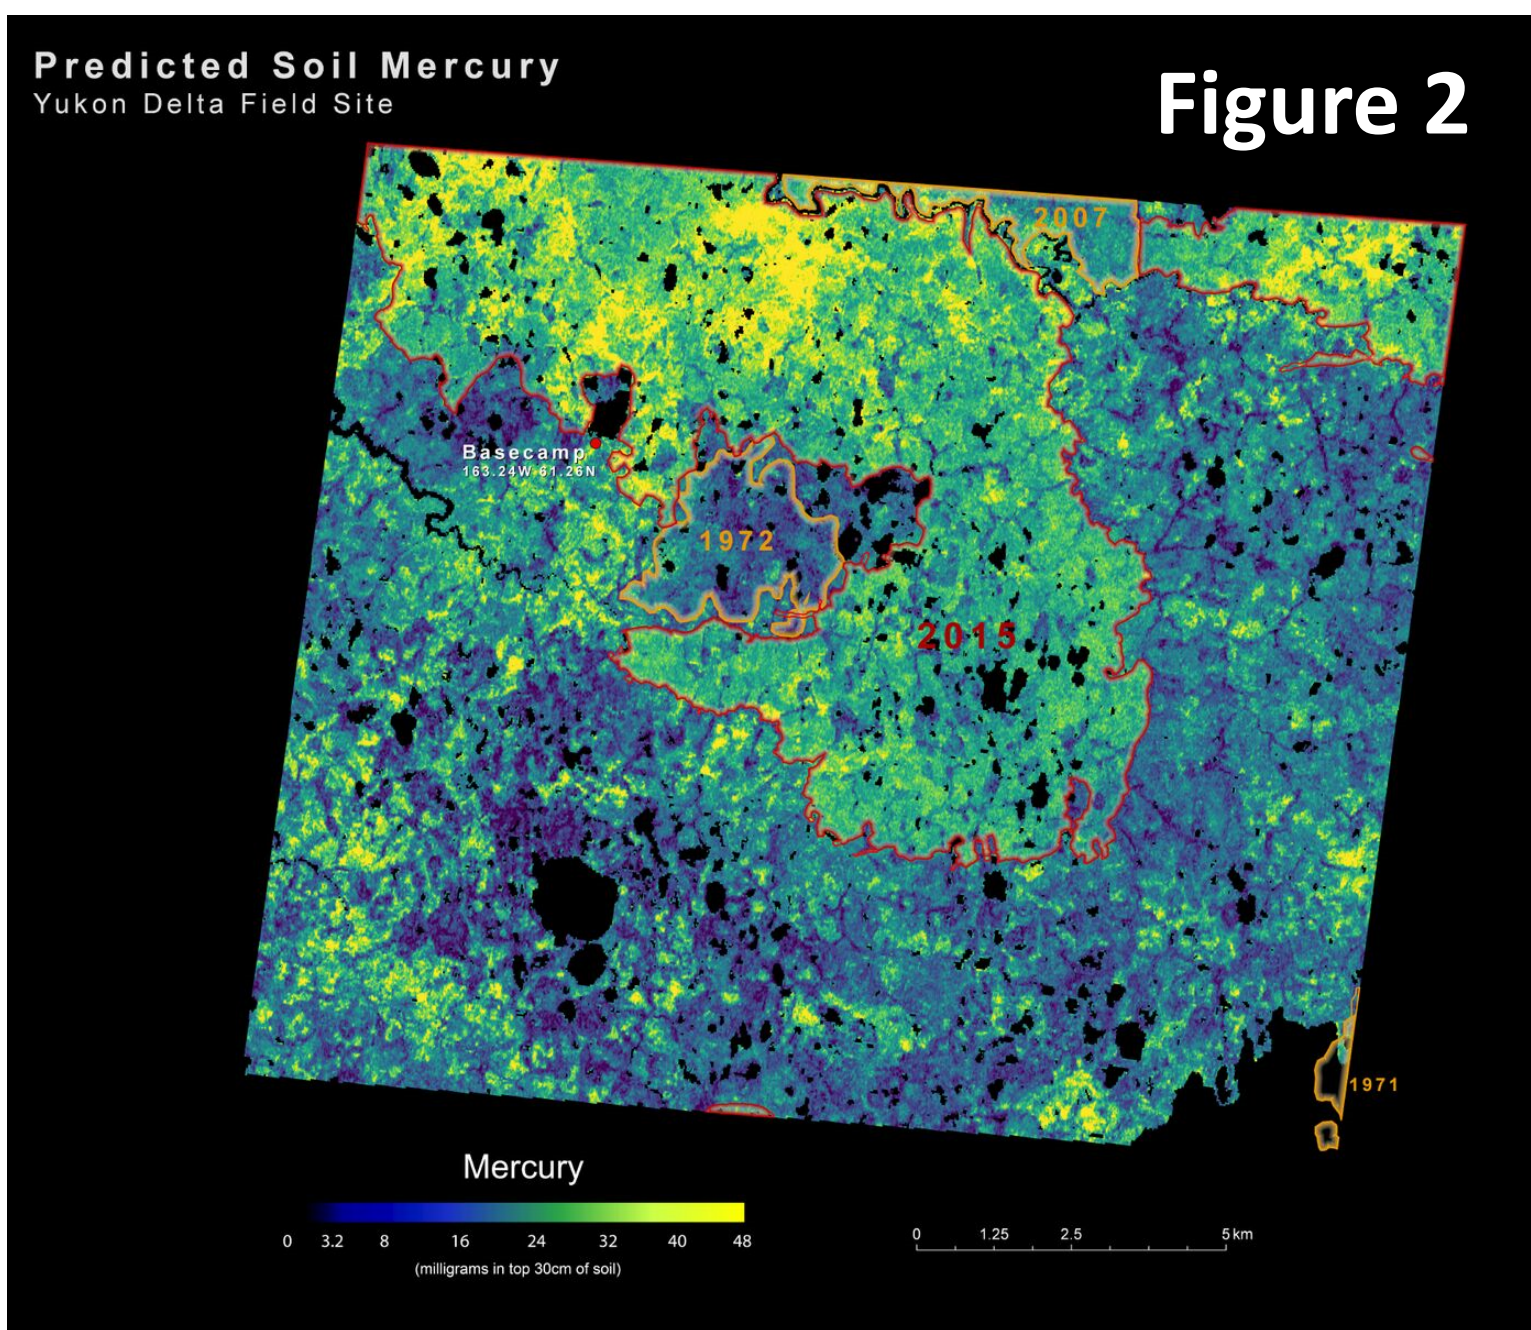 Predicted Soil Mercury
Yukon Delta Field Site
Figure 2
2007
Basecamp
163.24W 61.26N
1972
2015
1971
Mercury
0 3.2 8 16 24 32 40 48
(milligrams in top 30cm of soil)
0 1.25 2.5 5 km